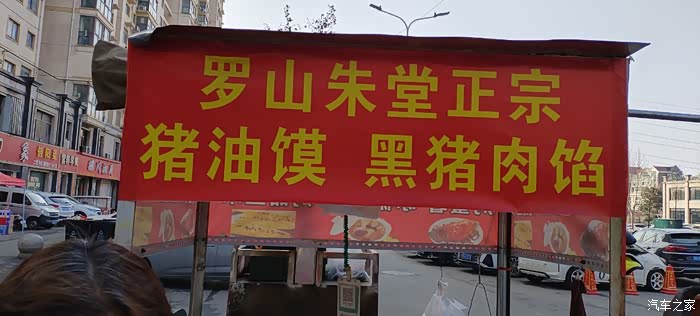 罗山朱堂正宗
猪油馍 黑猪肉馅
汽车之家